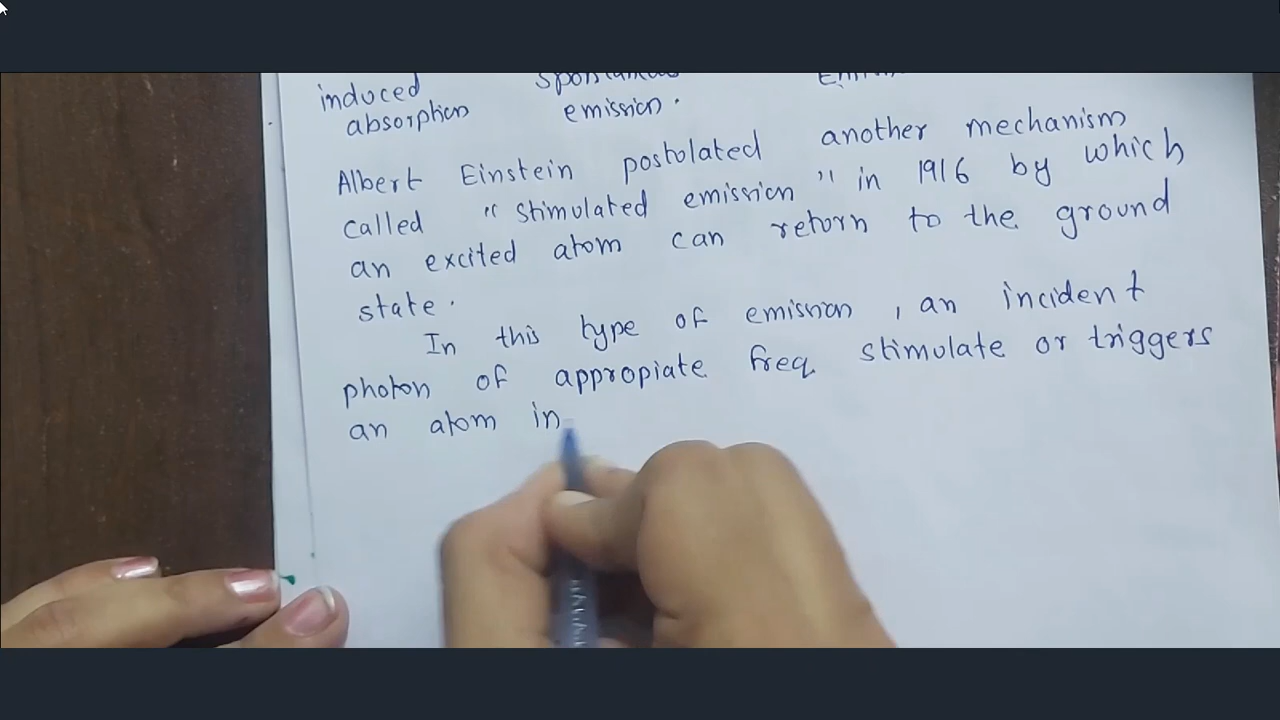 induced
absorption emission.
Albert Einstein postolated another mechanism
called "stimulated emission" in 1916 by which
an excited atom can return to the ground
state.
In this type of emission, an incident
photon of appropiate freq stimulate or triggers
an atom in